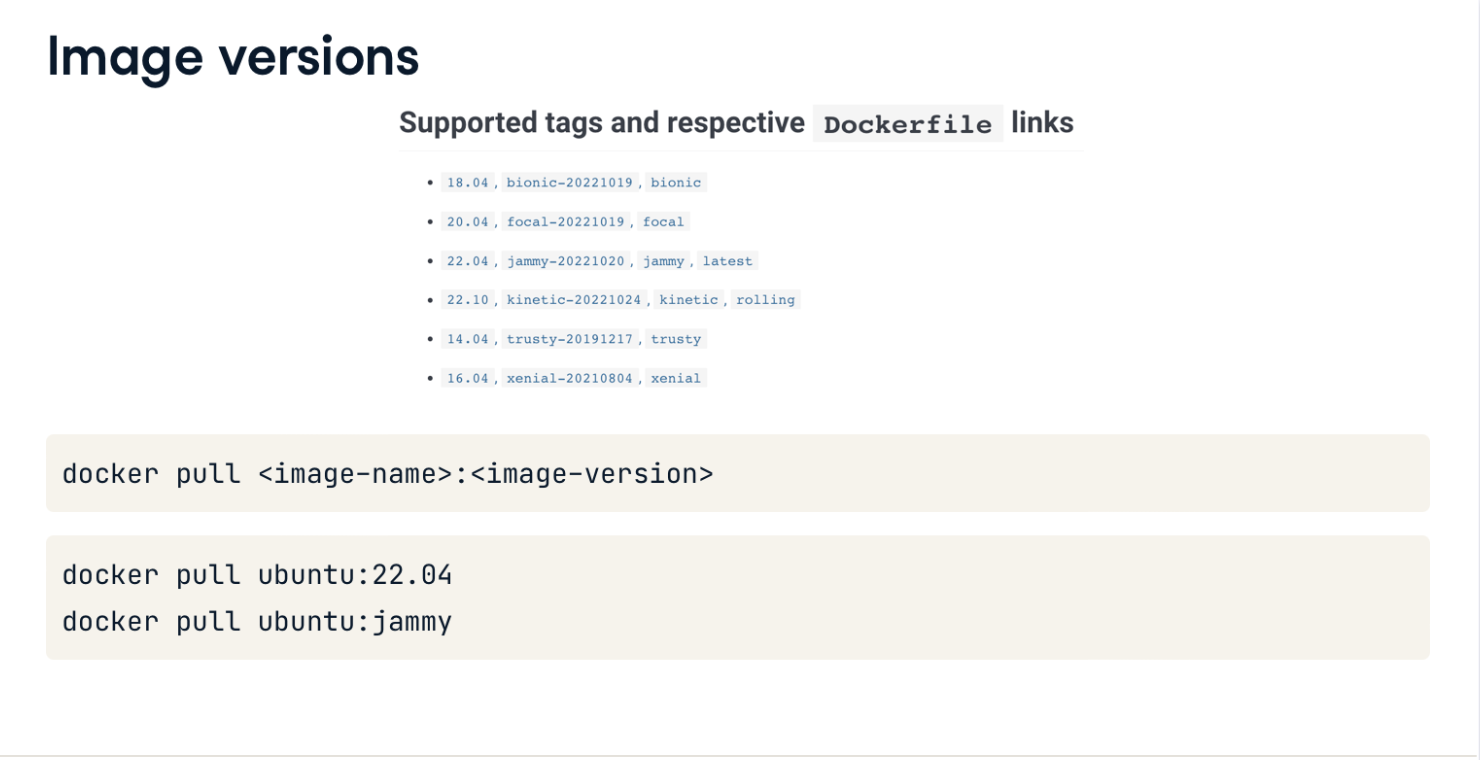 Image versions
Supported tags and respective Dockerfile links
• 18.04, bionic-20221019, bionic
• 20.04, focal-20221019, focal
• 22.04, jammy-20221020, jammy, latest
• 22.10, kinetic-20221024, kinetic, rolling
• 14.04, trusty-20191217, trusty
• 16.04, xenial-20210804, xenial
docker pull <image-name>:<image-version>
docker pull ubuntu:22.04
docker pull ubuntu:jammy